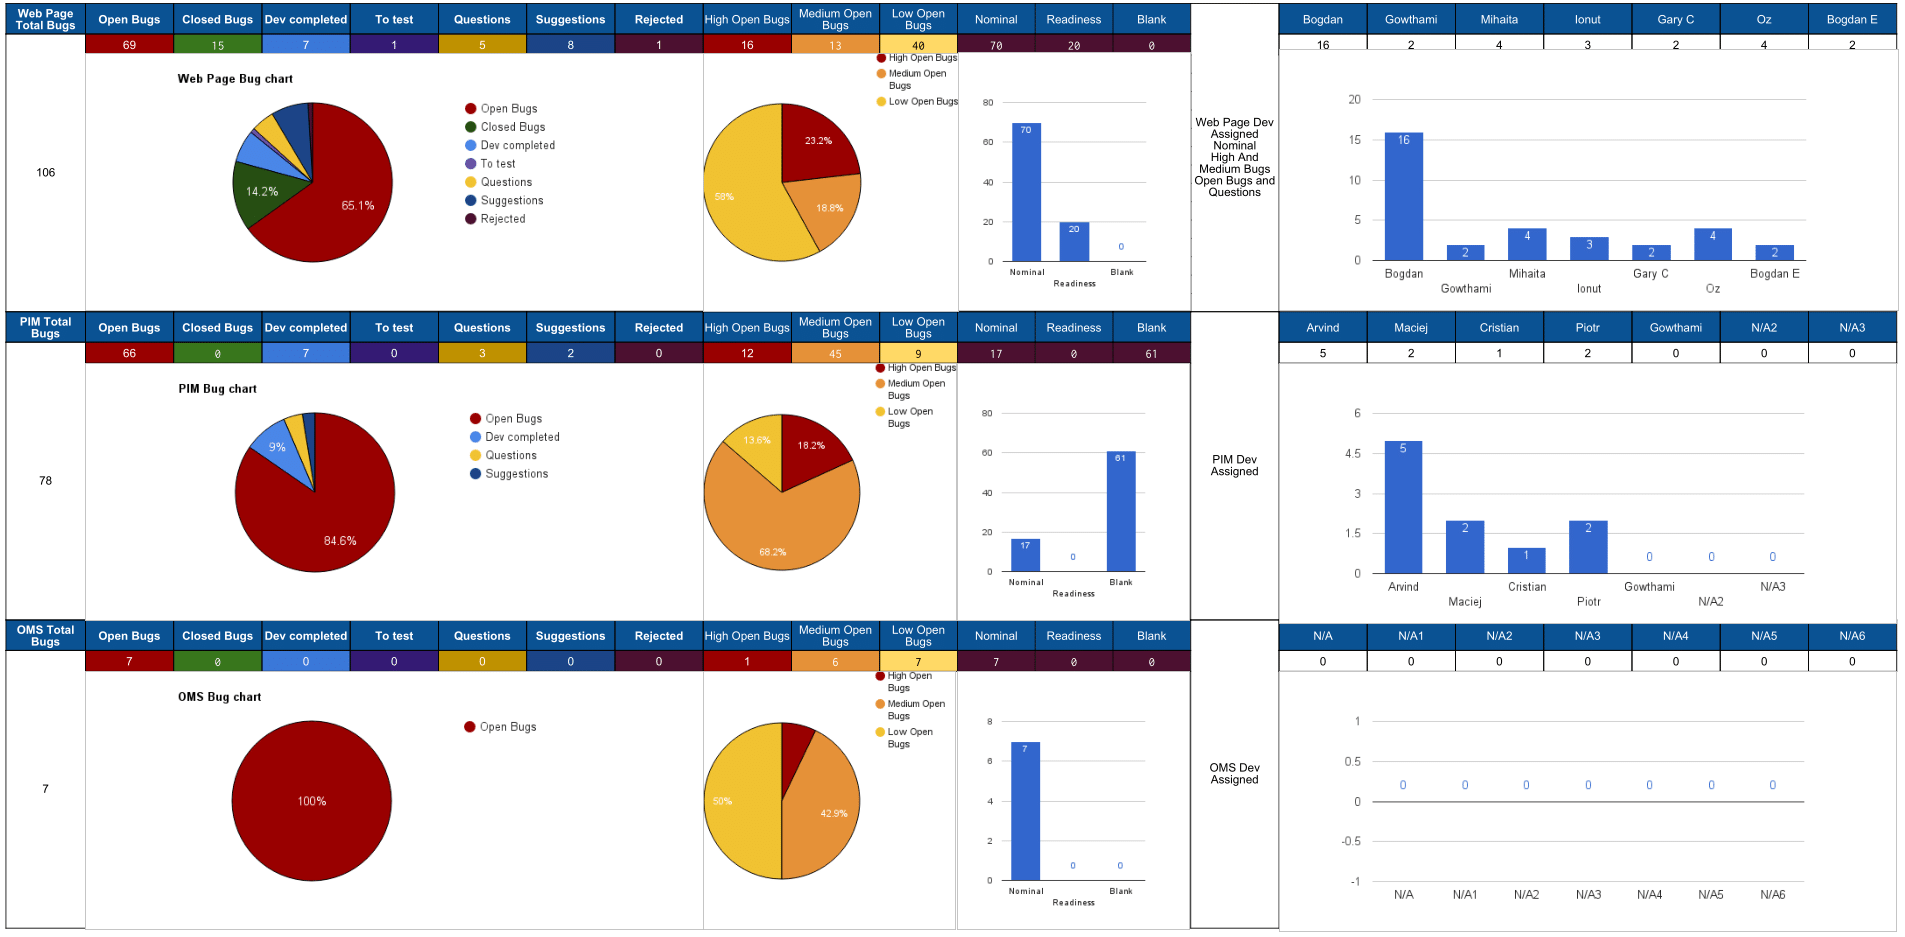 Web Page Total Bugs	Open Bugs	Closed Bugs	Dev completed	To test	Questions	Suggestions	Rejected	High Open Bugs	Medium Open Bugs	Low Open Bugs	Nominal	Readiness	Blank	Bogdan	Gowthami	Mihaita	Ionut	Gary C	Oz	Bogdan E
69	15	7	1	5	8	1	16	13	40	70	20	0	16	2	4	3	2	4	2
106
Web Page Bug chart
Open Bugs
Closed Bugs
Dev completed
To test
Questions
Suggestions
Rejected
14.2%
65.1%
High Open Bugs
Medium Open
Bugs
Low Open Bugs
23.2%
58%
18.8%
80
60
40
20
0
70
20
0
Nominal
Blank
Readiness
Web Page Dev
Assigned
Nominal
High And
Medium Bugs
Open Bugs and
Questions
20
15
10
5
0
16	2	4	3	2	4	2
Bogdan	Mihaita	Gary C	Bogdan E
Gowthami	Ionut	Oz
PIM Total Bugs	Open Bugs	Closed Bugs	Dev completed	To test	Questions	Suggestions	Rejected	High Open Bugs	Medium Open Bugs	Low Open Bugs	Nominal	Readiness	Blank	Arvind	Maciej	Cristian	Piotr	Gowthami	N/A2	N/A3
66	0	7	0	3	2	0	12	45	9	17	0	61	5	2	1	2	0	0	0
78
PIM Bug chart
Open Bugs
Dev completed
Questions
Suggestions
9%
84.6%
High Open Bugs
Medium Open
Bugs
Low Open
Bugs
13.6%
18.2%
68.2%
80
60
40
20
0
17
0
61
Nominal
Blank
Readiness
PIM Dev
Assigned
6
4.5
3
1.5
0
5	2	1	2	0	0	0
Arvind	Cristian	Gowthami	N/A3
Maciej	Piotr	N/A2
OMS Total Bugs	Open Bugs	Closed Bugs	Dev completed	To test	Questions	Suggestions	Rejected	High Open Bugs	Medium Open Bugs	Low Open Bugs	Nominal	Readiness	Blank	N/A	N/A1	N/A2	N/A3	N/A4	N/A5	N/A6
7	0	0	0	0	0	0	1	6	7	7	0	0	0	0	0	0	0	0	0
7
OMS Bug chart
Open Bugs
100%
High Open
Bugs
Medium Open
Bugs
Low Open
Bugs
50%
42.9%
8
6
4
2
0
7
0
0
Nominal
Blank
Readiness
OMS Dev
Assigned
1
0.5
0
-0.5
-1
0	0	0	0	0	0	0
N/A	N/A1	N/A2	N/A3	N/A4	N/A5	N/A6